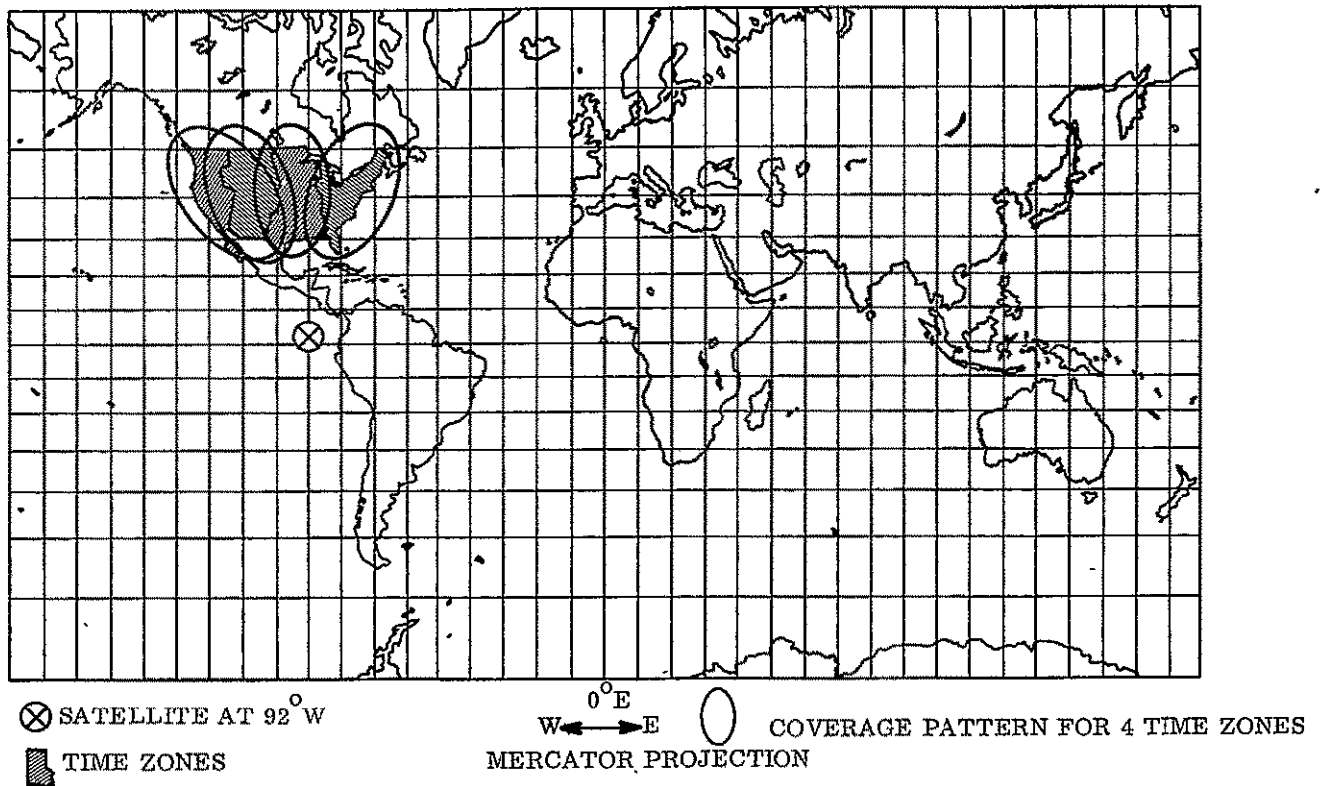 0°E
⊗ SATELLITE AT 92°W
W E COVERAGE PATTERN FOR 4 TIME ZONES
TIME ZONES
MERCATOR PROJECTION